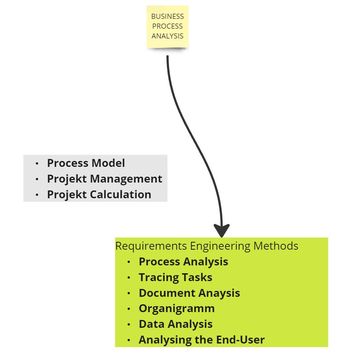 BUSINESS
PROCESS
ANALYSIS
• Process Model
• Projekt Management
• Projekt Calculation
Requirements Engineering Methods
• Process Analysis
• Tracing Tasks
• Document Anaysis
• Organigramm
• Data Analysis
• Analysing the End-User